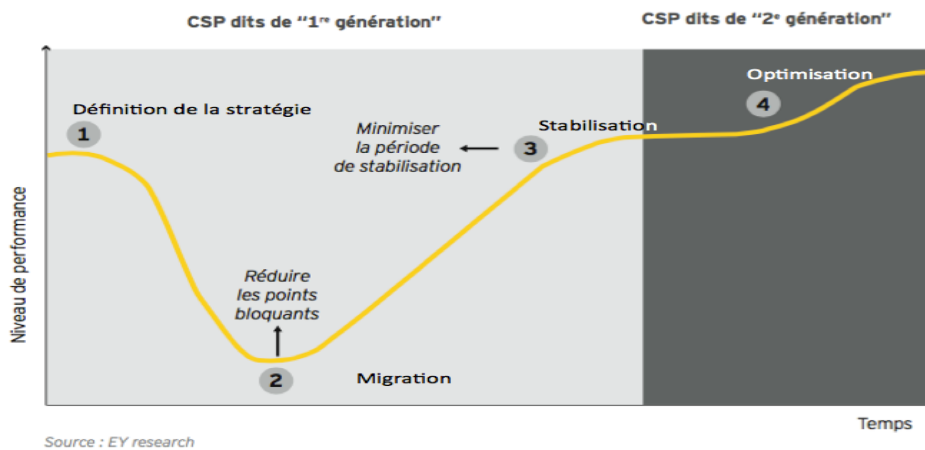 CSP dits de “1re génération”
CSP dits de “2e génération”
Optimisation
4
Définition de la stratégie
1
Minimiser
la période
de stabilisation
3
Stabilisation
Niveau de performance
Réduire
les points
bloquants
2
Migration
Temps
Source : EY research